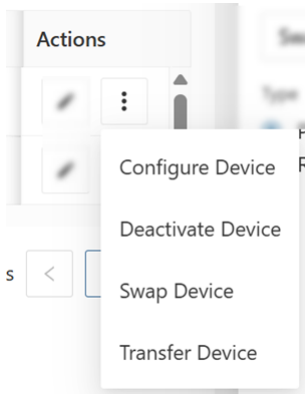 Actions
Configure Device
Deactivate Device
s
Swap Device
Transfer Device